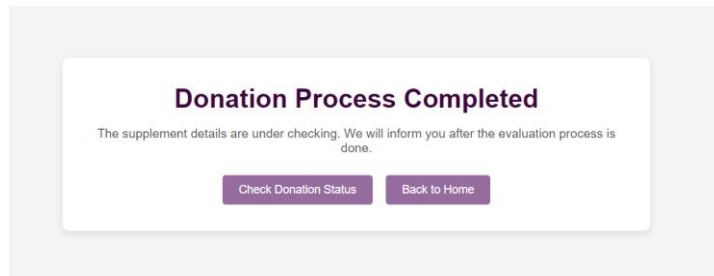 Donation Process Completed
The supplement details are under checking. We will inform you after the evaluation process is
done.
Check Donation Status
Back to Home